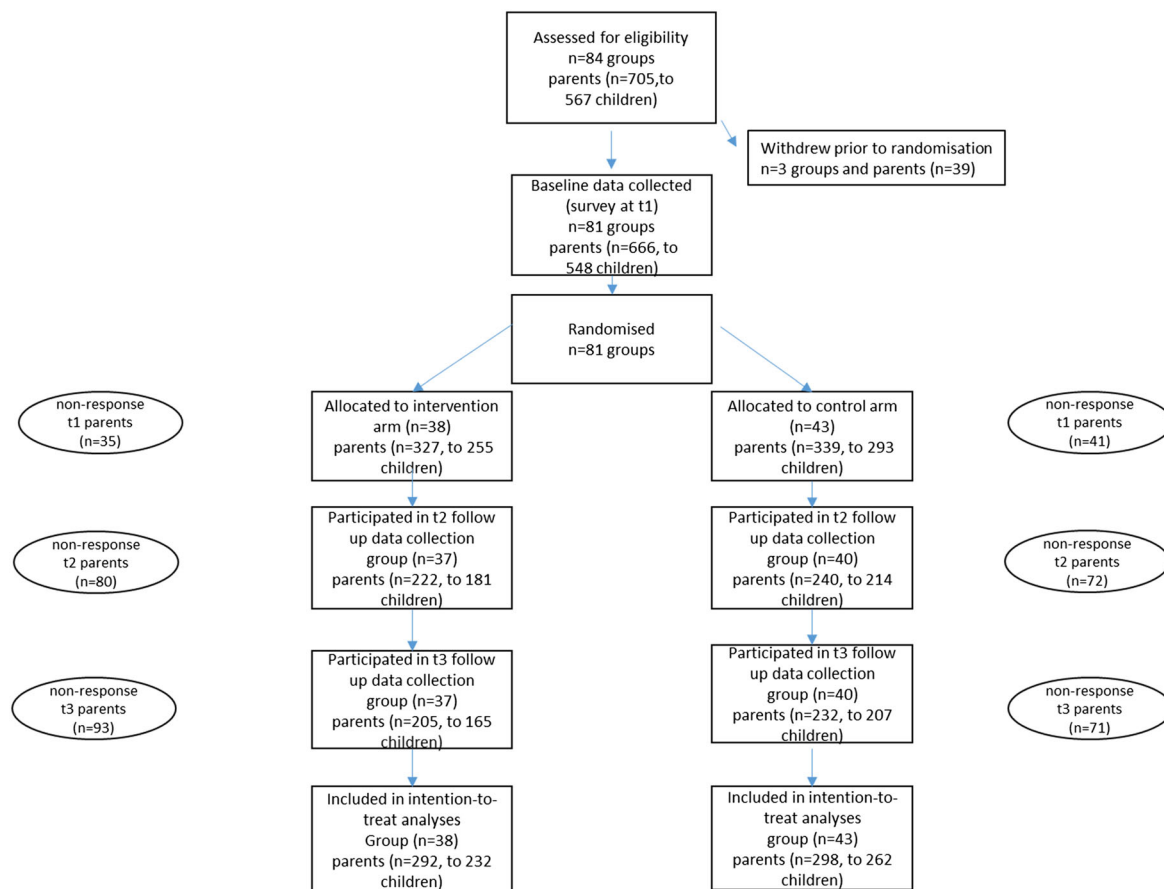 Assessed for eligibility
n=84 groups
parents (n=705,to
567 children)
Withdrew prior to randomisation
n=3 groups and parents (n=39)
Baseline data collected
(survey at t1)
n=81 groups
parents (n=666, to
548 children)
Randomised
n=81 groups
non-response
t1 parents
(n=35)
Allocated to intervention
arm (n=38)
parents (n=327, to 255
children)
Allocated to control arm
(n=43)
parents (n=339, to 293
children)
non-response
t1 parents
(n=41)
non-response
t2 parents
(n=80)
Participated in t2 follow
up data collection
group (n=37)
parents (n=222, to 181
children)
Participated in t2 follow
up data collection
group (n=40)
parents (n=240, to 214
children)
non-response
t2 parents
(n=72)
non-response
t3 parents
(n=93)
Participated in t3 follow
up data collection
group (n=37)
parents (n=205, to 165
children)
Participated in t3 follow
up data collection
group (n=40)
parents (n=232, to 207
children)
non-response
t3 parents
(n=71)
Included in intention-to-
treat analyses
Group (n=38)
parents (n=292, to 232
children)
Included in intention-to-
treat analyses
group (n=43)
parents (n=298, to 262
children)